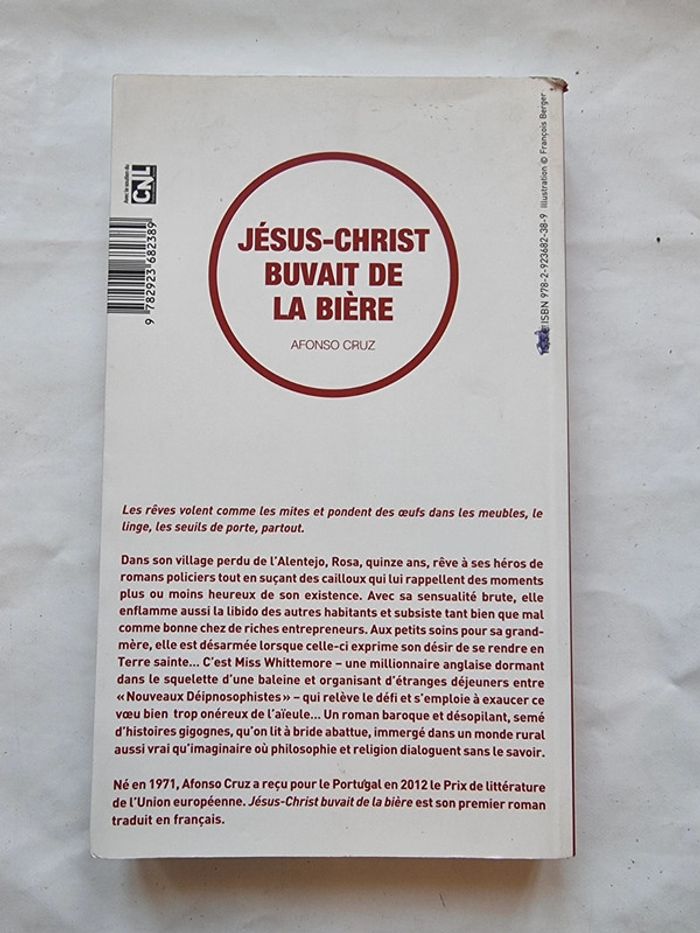 Avec le soutien du
CNL
9 782923 682389
ISBN 978-2-923682-38-9 Illustration © François Berger
JÉSUS-CHRIST
BUVAIT DE
LA BIÈRE
AFONSO CRUZ
Les rêves volent comme les mites et pondent des œufs dans les meubles, le
linge, les seuils de porte, partout.
Dans son village perdu de l'Alentejo, Rosa, quinze ans, rêve à ses héros de
romans policiers tout en suçant des cailloux qui lui rappellent des moments
plus ou moins heureux de son existence. Avec sa sensualité brute, elle
enflamme aussi la libido des autres habitants et subsiste tant bien que mal
comme bonne chez de riches entrepreneurs. Aux petits soins pour sa grand-
mère, elle est désarmée lorsque celle-ci exprime son désir de se rendre en
Terre sainte... C'est Miss Whittemore – une millionnaire anglaise dormant
dans le squelette d'une baleine et organisant d'étranges déjeuners entre
« Nouveaux Déipnosophistes » – qui relève le défi et s'emploie à exaucer ce
vœu bien trop onéreux de l'aïeule... Un roman baroque et désopilant, semé
d'histoires gigognes, qu'on lit à bride abattue, immergé dans un monde rural
aussi vrai qu'imaginaire où philosophie et religion dialoguent sans le savoir.
Né en 1971, Afonso Cruz a reçu pour le Portugal en 2012 le Prix de littérature
de l'Union européenne. Jésus-Christ buvait de la bière est son premier roman
traduit en français.